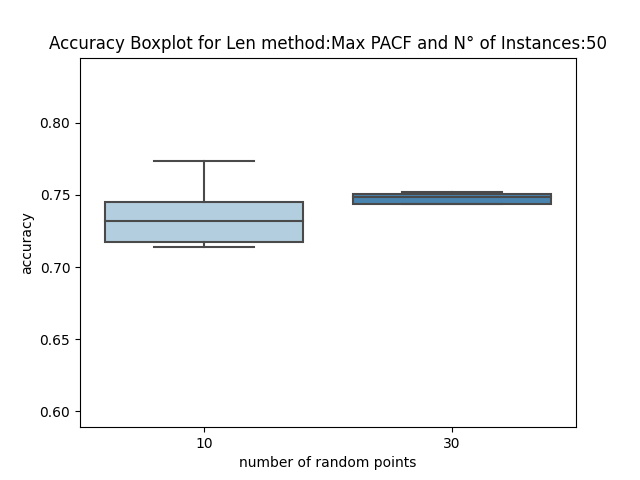 Accuracy Boxplot for Len method:Max PACF and N° of Instances:50
0.80
0.75
0.70
0.65
0.60
accuracy
10 30
number of random points